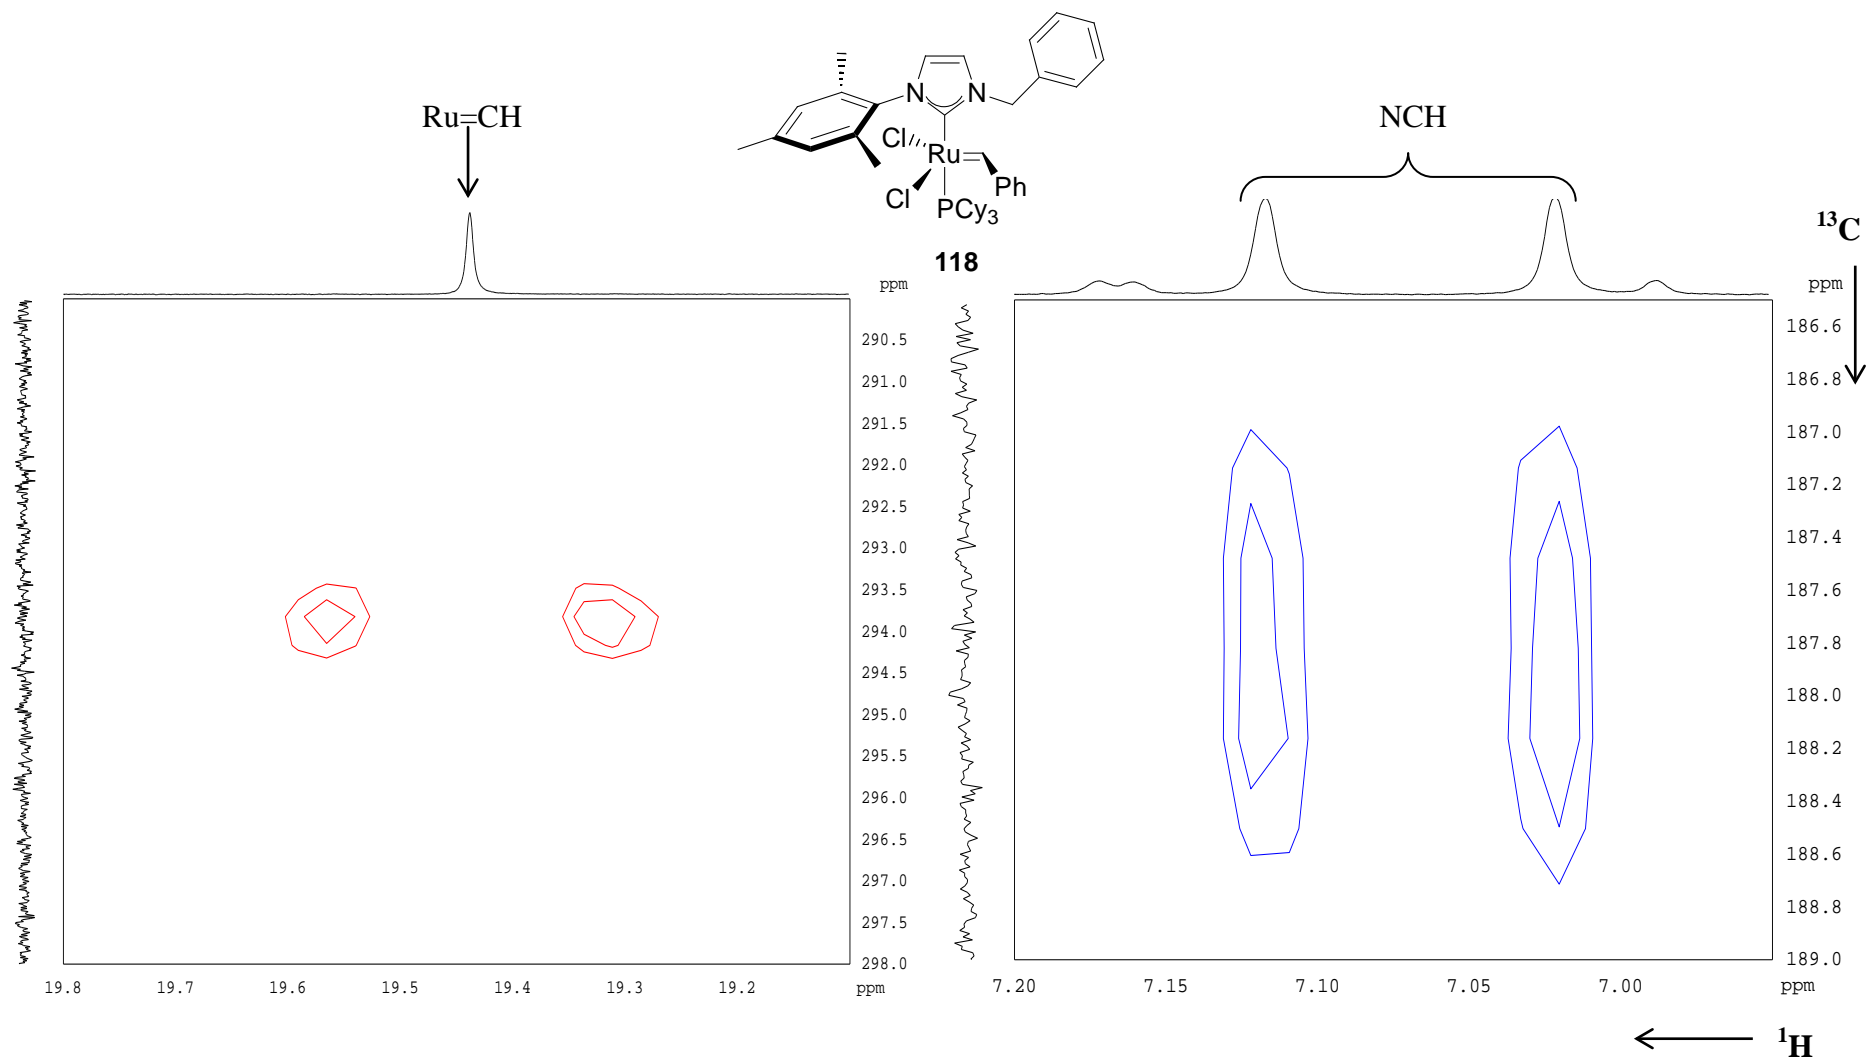 Ru=CH
N
N
Cl
Ru
Cl
Ph
PCy3
118
NCH
13C
ppm
290.5
291.0
291.5
292.0
292.5
293.0
293.5
294.0
294.5
295.0
295.5
296.0
296.5
297.0
297.5
298.0
19.8 19.7 19.6 19.5 19.4 19.3 19.2 ppm
ppm
186.6
186.8
187.0
187.2
187.4
187.6
187.8
188.0
188.2
188.4
188.6
188.8
189.0
7.20 7.15 7.10 7.05 7.00 ppm
1H